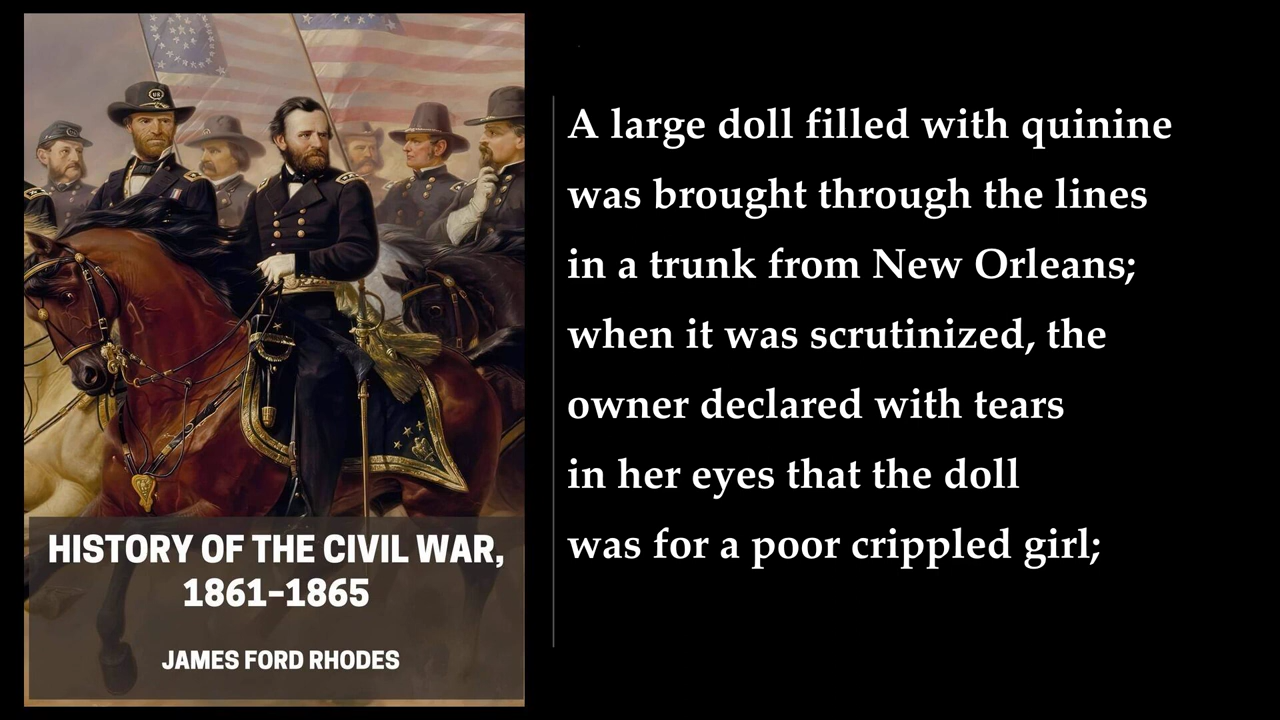 A large doll filled with quinine
was brought through the lines
in a trunk from New Orleans;
when it was scrutinized, the
owner declared with tears
in her eyes that the doll
was for a poor crippled girl;
HISTORY OF THE CIVIL WAR,
1861–1865
JAMES FORD RHODES